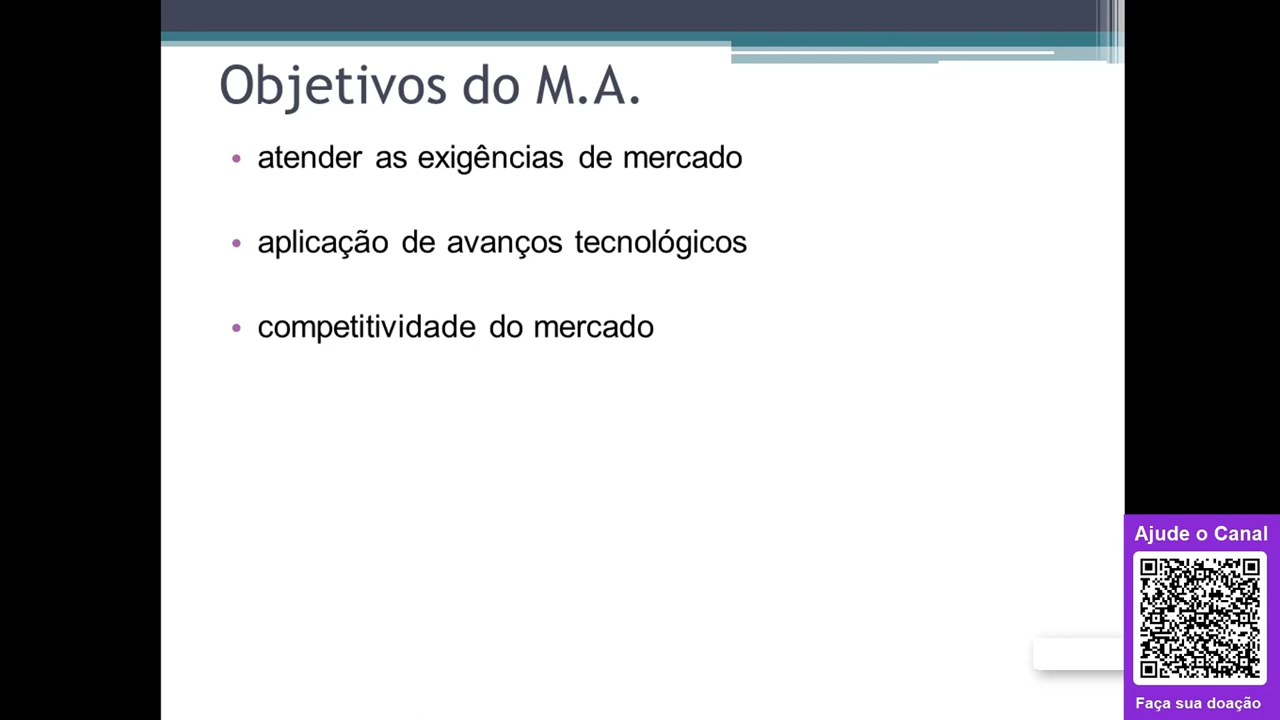 Objetivos do M.A.
• atender as exigências de mercado
• aplicação de avanços tecnológicos
• competitividade do mercado
Ajude o Canal
Faça sua doação